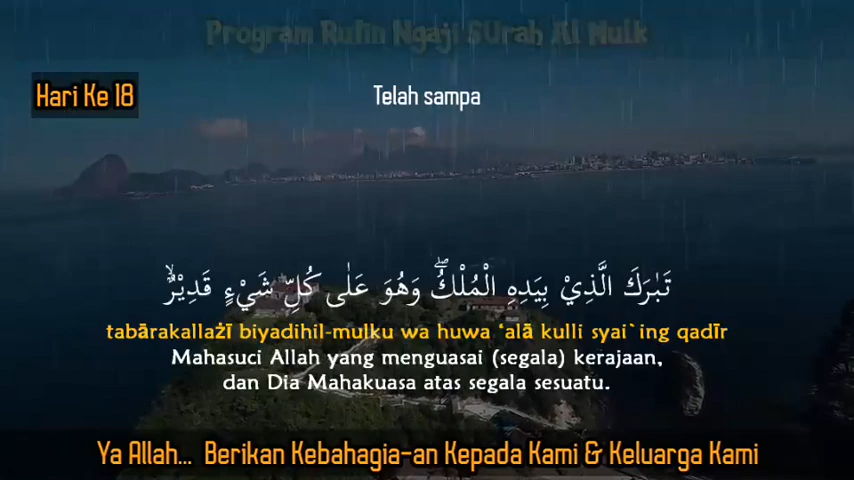 Program Rutin Ngaji SUrah Al Mulk
Hari Ke 18
Telah sampa
تَبٰرَكَ الَّذِيْ بِيَدِهِ الْمُلْكُۖ وَهُوَ عَلٰى كُلِّ شَيْءٍ قَدِيْرٌۙ
tabārakallażī biyadihil-mulku wa huwa ‘alā kulli syai`ing qadīr
Mahasuci Allah yang menguasai (segala) kerajaan,
dan Dia Mahakuasa atas segala sesuatu.
Ya Allah... Berikan Kebahagia-an Kepada Kami & Keluarga Kami